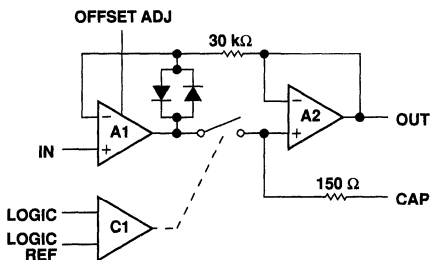 OFFSET ADJ
30 kΩ
−
A1
+
−
A2
+
OUT
IN
150 Ω
CAP
LOGIC
C1
LOGIC
REF